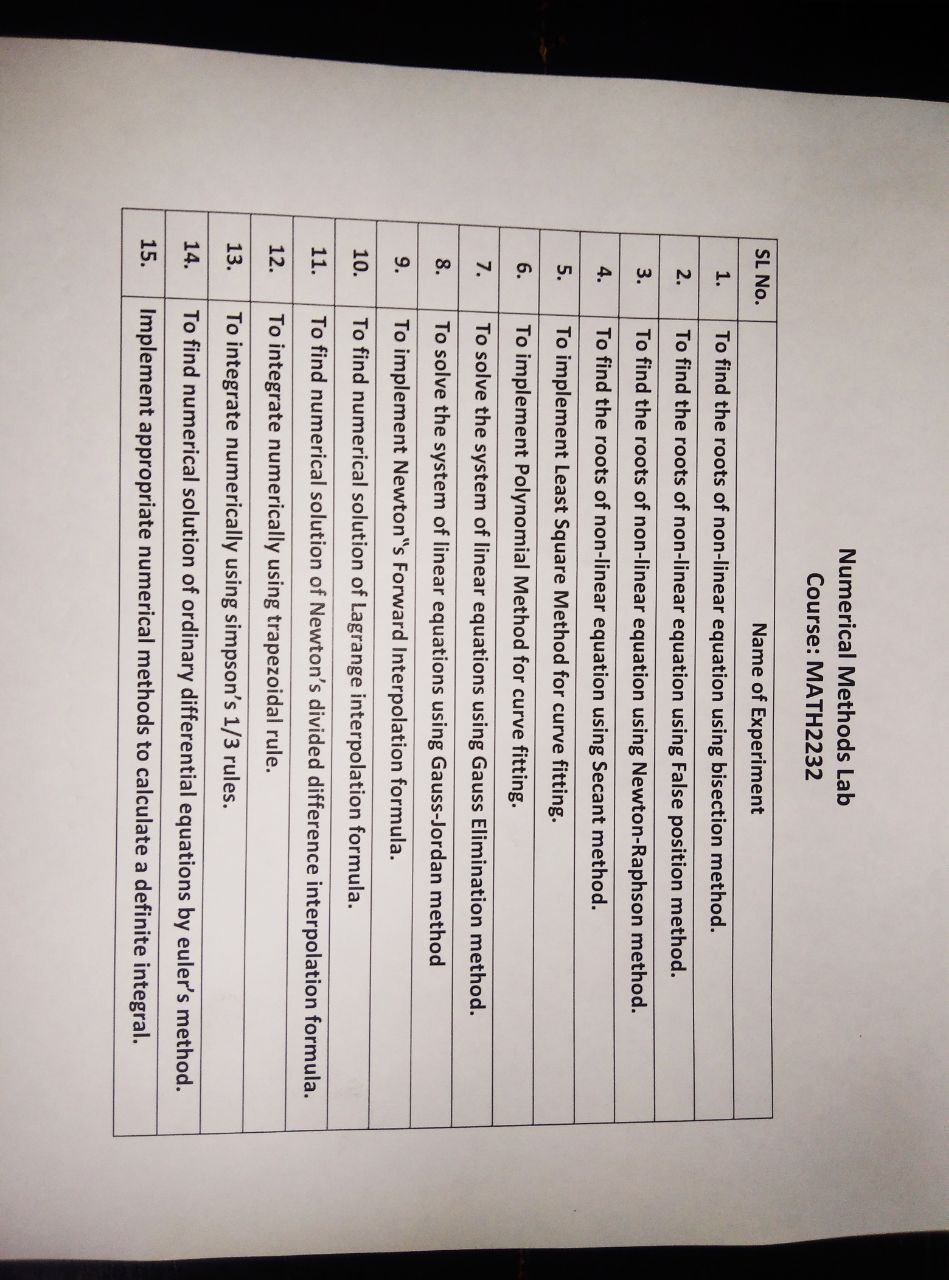 Numerical Methods Lab
Course: MATH2232
SL No. Name of Experiment
1. To find the roots of non-linear equation using bisection method.
2. To find the roots of non-linear equation using False position method.
3. To find the roots of non-linear equation using Newton-Raphson method.
4. To find the roots of non-linear equation using Secant method.
5. To implement Least Square Method for curve fitting.
6. To implement Polynomial Method for curve fitting.
7. To solve the system of linear equations using Gauss Elimination method.
8. To solve the system of linear equations using Gauss-Jordan method
9. To implement Newton‟s Forward Interpolation formula.
10. To find numerical solution of Lagrange interpolation formula.
11. To find numerical solution of Newton’s divided difference interpolation formula.
12. To integrate numerically using trapezoidal rule.
13. To integrate numerically using simpson’s 1/3 rules.
14. To find numerical solution of ordinary differential equations by euler’s method.
15. Implement appropriate numerical methods to calculate a definite integral.